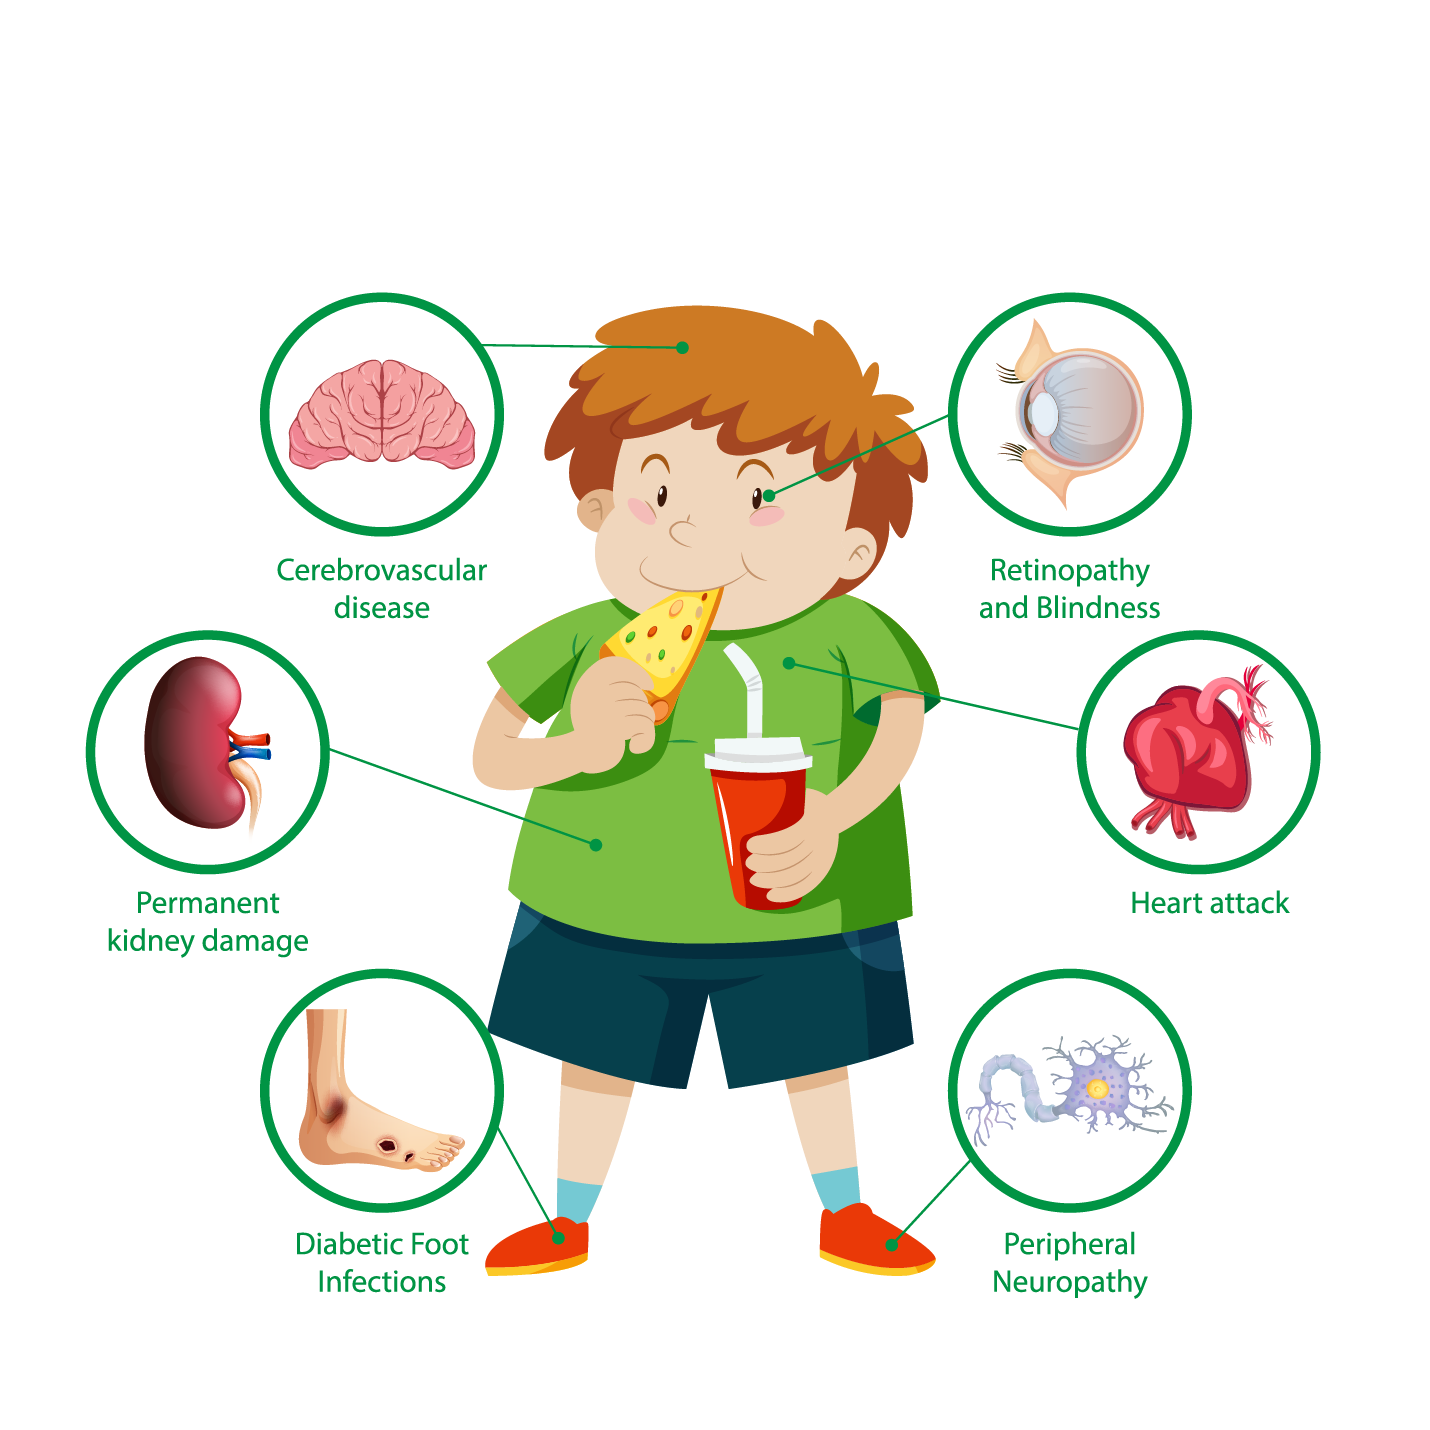 Cerebrovascular
disease
Retinopathy
and Blindness
Permanent
kidney damage
Heart attack
Diabetic Foot
Infections
Peripheral
Neuropathy